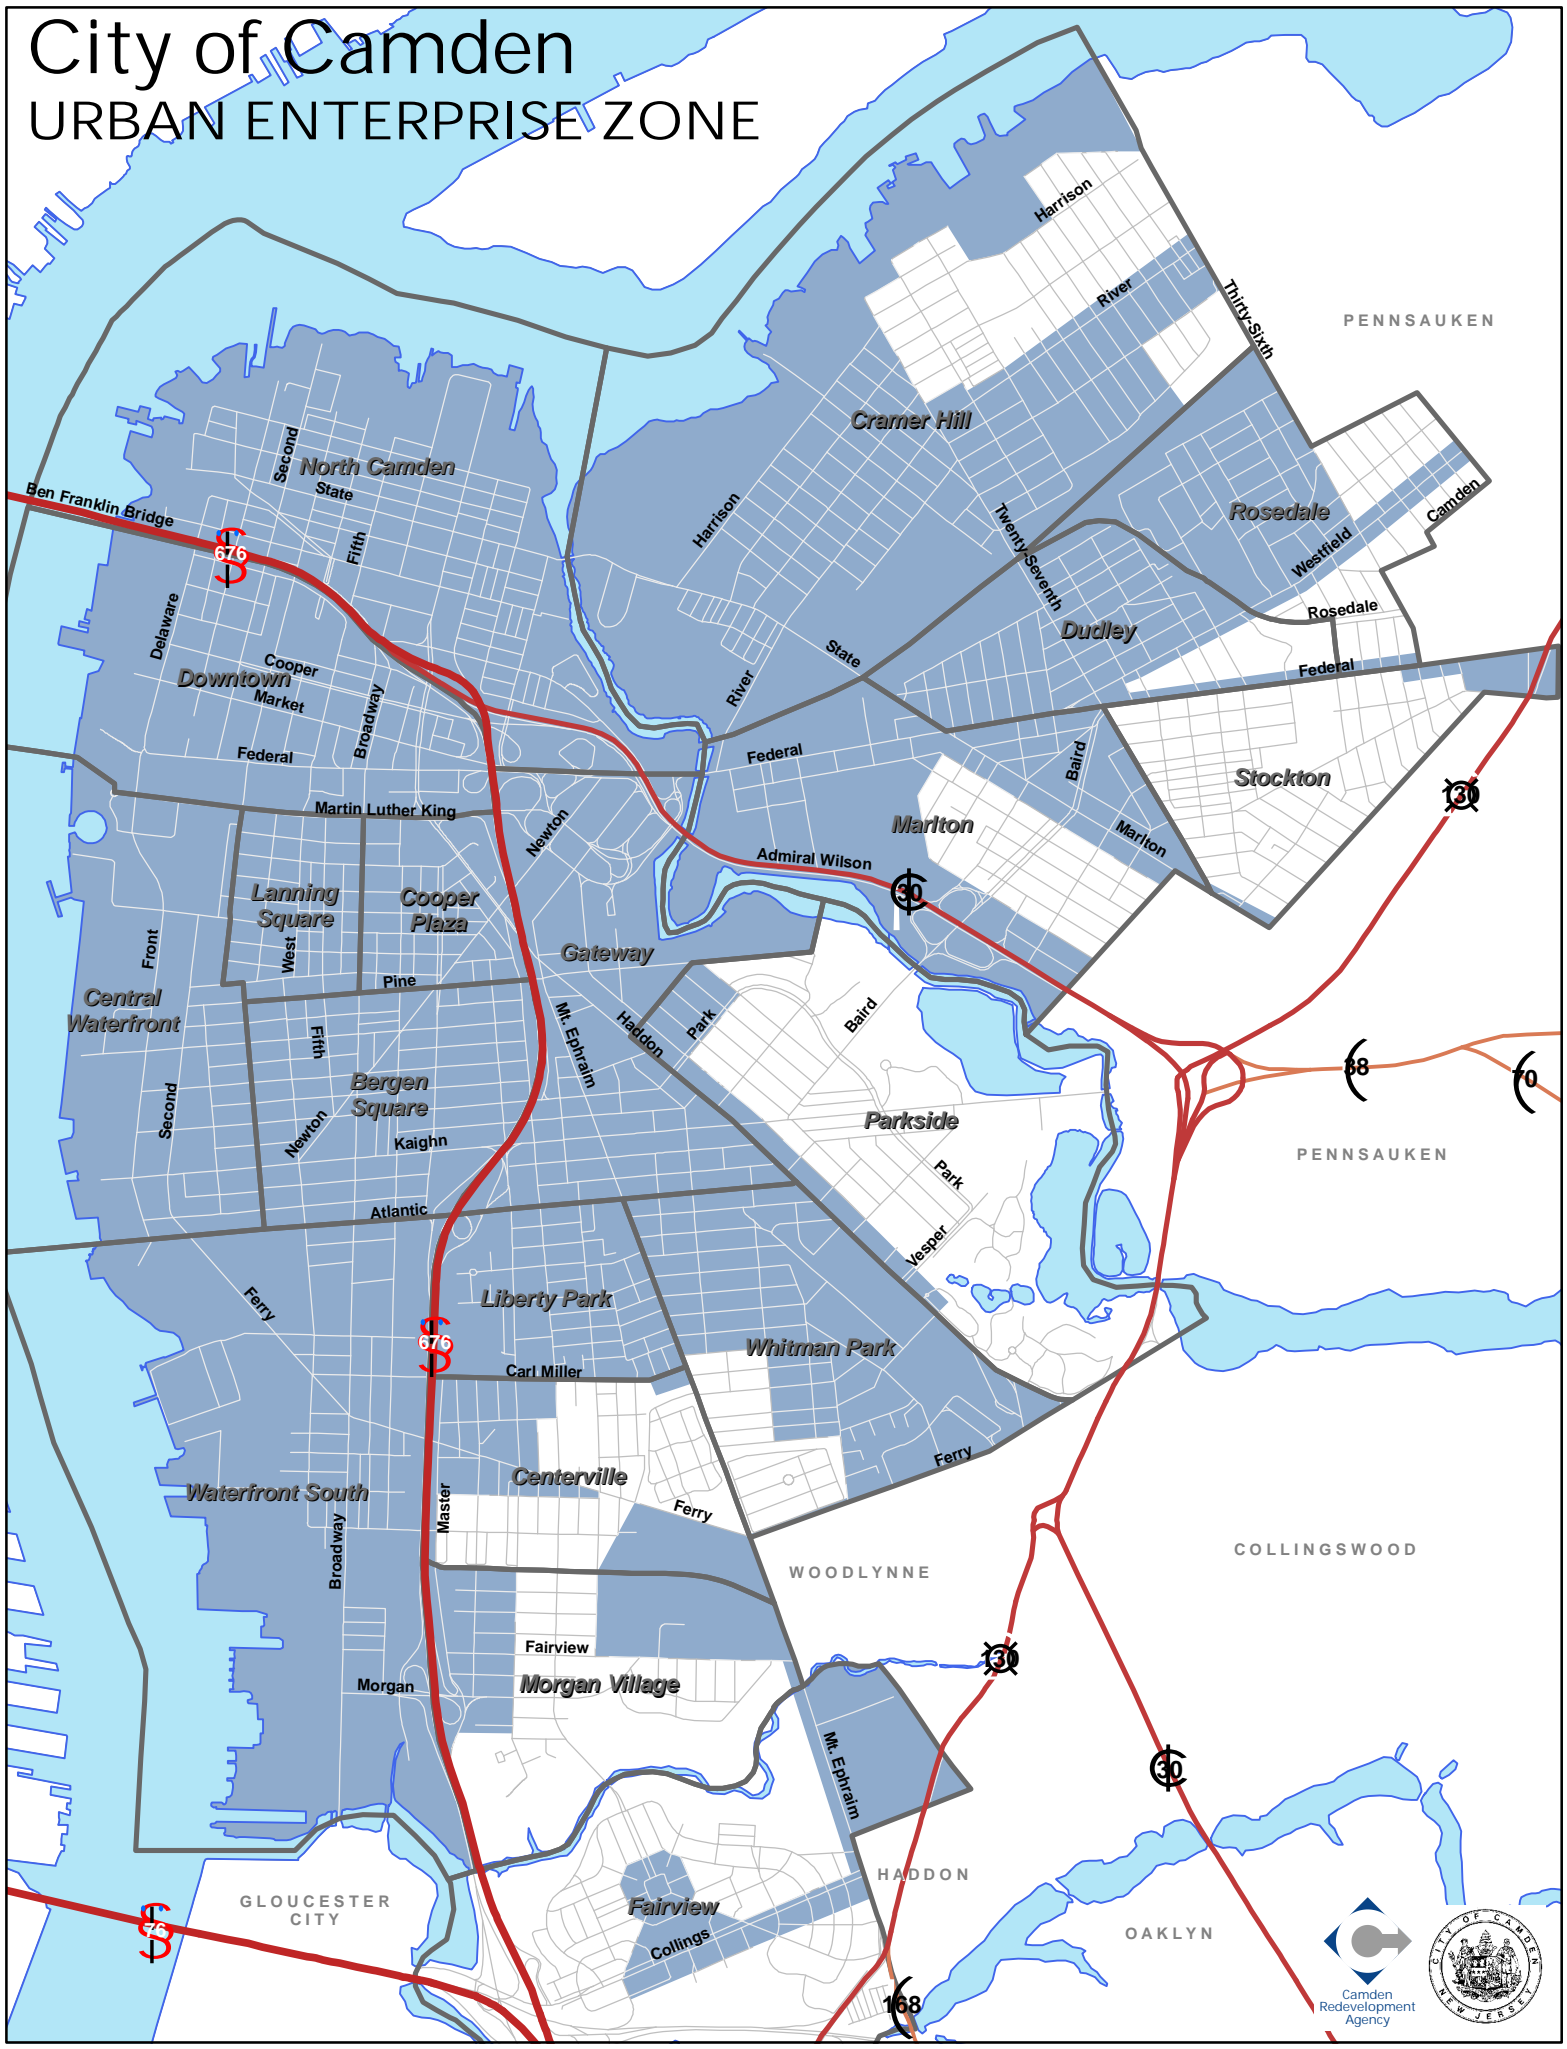 City of Camden
URBAN ENTERPRISE ZONE
Harrison
River
Thirty-Sixth
PENNSAUKEN
Cramer Hill
Second
North Camden
State
Ben Franklin Bridge
676
Fifth
Harrison
Twenty-Seventh
Rosedale
Camden
Westfield
Rosedale
Delaware
Dudley
Cooper
Downtown
Market
State
River
Federal
Broadway
Federal
Federal
Baird
Stockton
130
Martin Luther King
Newton
Marlton
Marlton
Admiral Wilson
30
Lanning
Square
Cooper
Plaza
West
Front
Gateway
Pine
Central
Waterfront
Mt. Ephraim
Haddon
Park
Baird
Fifth
38
70
Bergen
Square
Second
Newton
Kaighn
Parkside
PENNSAUKEN
Park
Atlantic
Vesper
Ferry
Liberty Park
676
Whitman Park
Carl Miller
Ferry
Centerville
Waterfront South
Master
Ferry
Broadway
WOODLYNNE
COLLINGSWOOD
Fairview
130
Morgan
Morgan Village
Mt. Ephraim
30
HADDON
GLOUCESTER
CITY
Fairview
76
Collings
OAKLYN
168
Camden
Redevelopment
Agency
CITY OF CAMDEN
NEW JERSEY